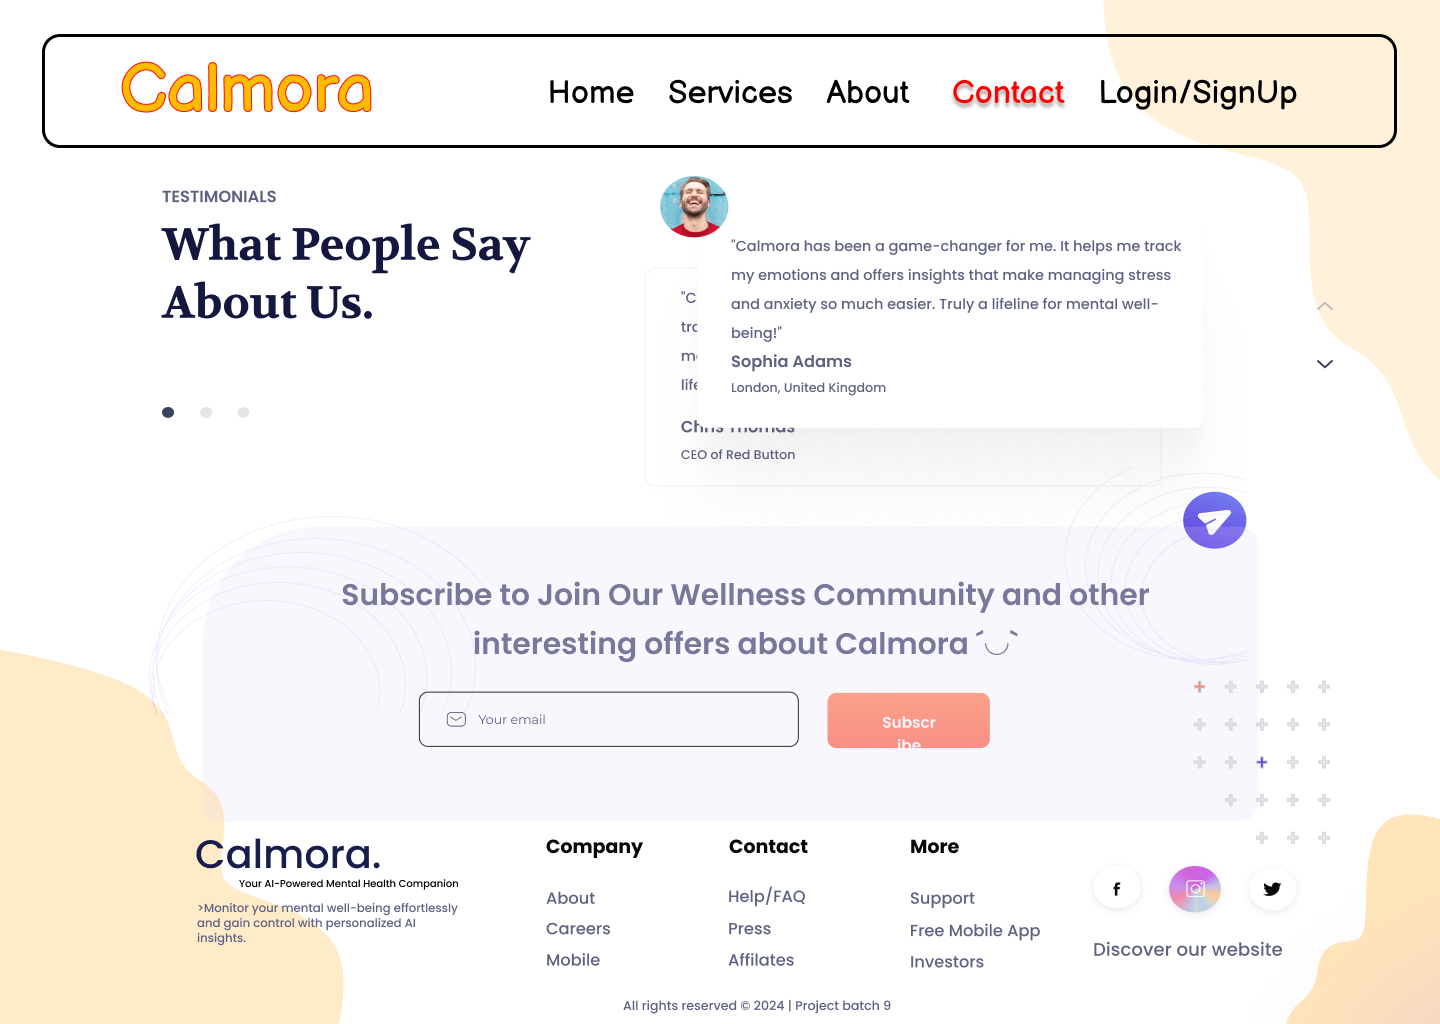 Calmora
Home Services About Contact Login/SignUp
TESTIMONIALS
What People Say
About Us.
"Calmora has been a game-changer for me. It helps me track
my emotions and offers insights that make managing stress
and anxiety so much easier. Truly a lifeline for mental well-
being!"
Sophia Adams
London, United Kingdom
"C
tra
me
life
Chris Thomas
CEO of Red Button
Subscribe to Join Our Wellness Community and other
interesting offers about Calmora
Your email
Subscr
ibe
Calmora.
Your AI-Powered Mental Health Companion
>Monitor your mental well-being effortlessly
and gain control with personalized AI
insights.
Company
About
Careers
Mobile
Contact
Help/FAQ
Press
Affilates
More
Support
Free Mobile App
Investors
Discover our website
All rights reserved © 2024 | Project batch 9